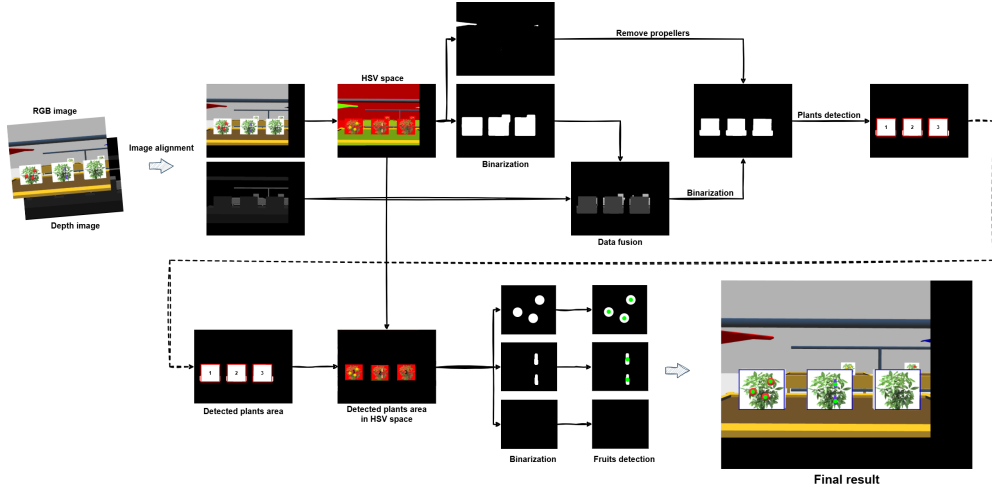 Remove propellers
HSV space
RGB image
Image alignment
Binarization
Plants detection
1 2 3
Binarization
Depth image
Data fusion
1 2 3
Detected plants area
Detected plants area
in HSV space
Binarization
Fruits detection
Final result